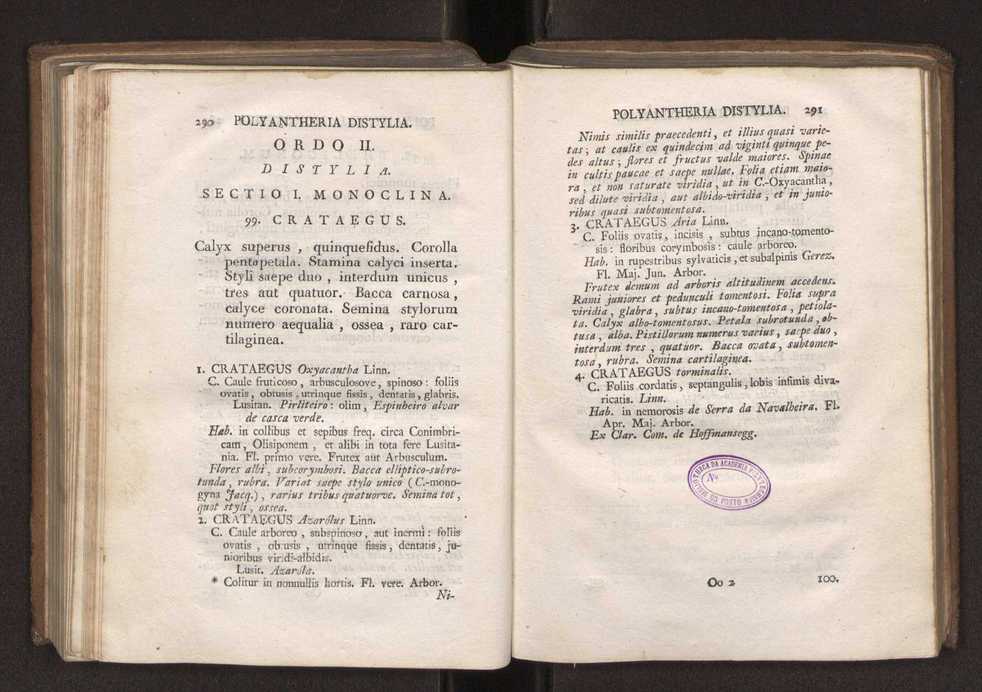 290 POLYANTHERIA DISTYLIA.
ORDO II.
DISTYLIA.
SECTIO I. MONOCLINA.
99. CRATAEGUS.
Calyx superus , quinquefidus. Corolla
pentapetala. Stamina calyci inserta.
Styli saepe duo , interdum unicus ,
tres aut quatuor. Bacca carnosa ,
calyce coronata. Semina stylorum
numero aequalia , ossea , raro car-
tilaginea.
1. CRATAEGUS Oxyacantha Linn.
C. Caule fruticoso , arbusculosove , spinoso : foliis
ovatis , obtusis , utrinque fissis , dentatis , glabris.
Lusitan. Pirliteiro : olim , Espinheiro alvar
de casca verde.
Hab. in collibus et sepibus freq. circa Conimbri-
cam , Olisiponem , et alibi in tota fere Lusita-
nia. Fl. primo vere. Frutex aut Arbusculum.
Flores albi , subcorymbosi. Bacca elliptico-subro-
tunda , rubra. Variat saepe stylo unico ( C.-mono-
gyna Jacq.) , rarius tribus quatuorve. Semina tot ,
quot styli , ossea.
2. CRATAEGUS Azarólus Linn.
C. Caule arboreo , subspinoso , aut inermi : foliis
ovatis , obtusis , utrinque fissis , dentatis , ju-
nioribus viridi-albidis.
Lusit. Azaróla.
* Colitur in nonnullis hortis. Fl. vere. Arbor.
Ni-
POLYANTHERIA DISTYLIA. 291
Nimis similis praecedenti , et illius quasi varie-
tas ; at caulis ex quindecim ad viginti quinque pe-
des altus ; flores et fructus valde maiores. Spinae
in cultis paucae et saepe nullae. Folia etiam maio-
ra , et non saturate viridia , ut in C.-Oxyacantha ,
sed dilute viridia , aut albido-viridia , et in junio-
ribus quasi subtomentosa.
3. CRATAEGUS Aria Linn.
C. Foliis ovatis , incisis , subtus incano-tomento-
sis : floribus corymbosis : caule arboreo.
Hab. in rupestribus sylvaticis , et subalpinis Gerez.
Fl. Maj. Jun. Arbor.
Frutex demum ad arboris altitudinem accedens.
Rami juniores et pedunculi tomentosi. Folia supra
viridia , glabra , subtus incano-tomentosa , petiola-
ta. Calyx albo-tomentosus. Petala subrotunda , ob-
tusa , alba. Pistillorum numerus varius , saepe duo ,
interdum tres , quatuor. Bacca ovata , subtomen-
tosa , rubra. Semina cartilaginea.
4. CRATAEGUS torminalis.
C. Foliis cordatis , septangulis , lobis infimis diva-
ricatis. Linn.
Hab. in nemorosis de Serra da Navalheira. Fl.
Apr. Maj. Arbor.
Ex Clar. Com. de Hoffmansegg.
BIBLIOTHECA DA ACADEMIA POLYTECHNICA DO PORTO
Nº
Oo 2 100.